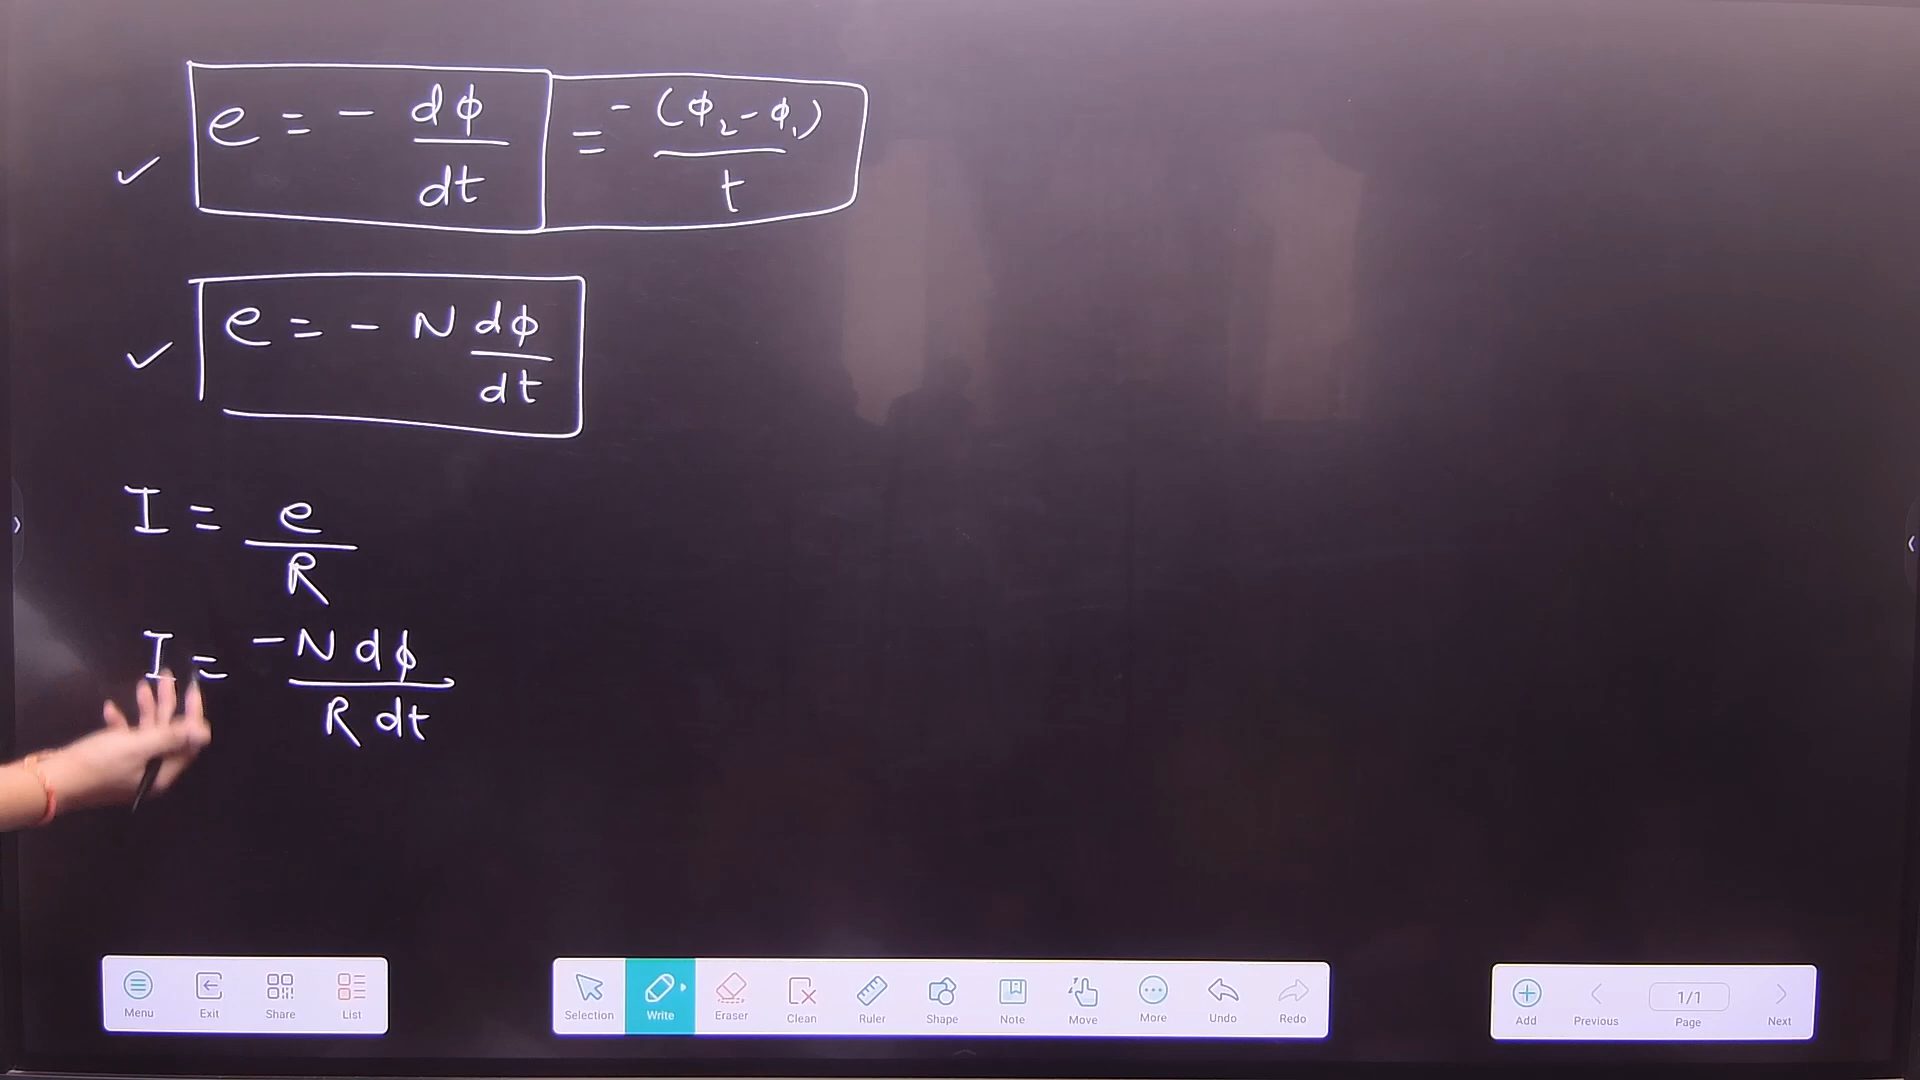 e = - dφ/dt = -(φ₂-φ₁)/t
e = - N dφ/dt
I = e/R
I = -N dφ/R dt
Menu Exit Share List
Selection Write Eraser Clean Ruler Shape Note Move More Undo Redo
1/1
Add Previous Page Next